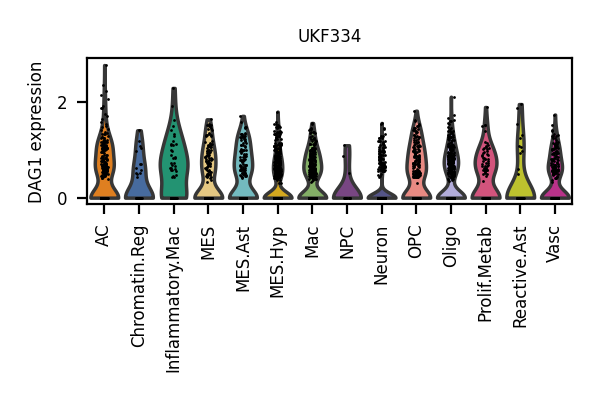 UKF334
DAG1 expression
2
0
AC
Chromatin.Reg
Inflammatory.Mac
MES
MES.Ast
MES.Hyp
Mac
NPC
Neuron
OPC
Oligo
Prolif.Metab
Reactive.Ast
Vasc